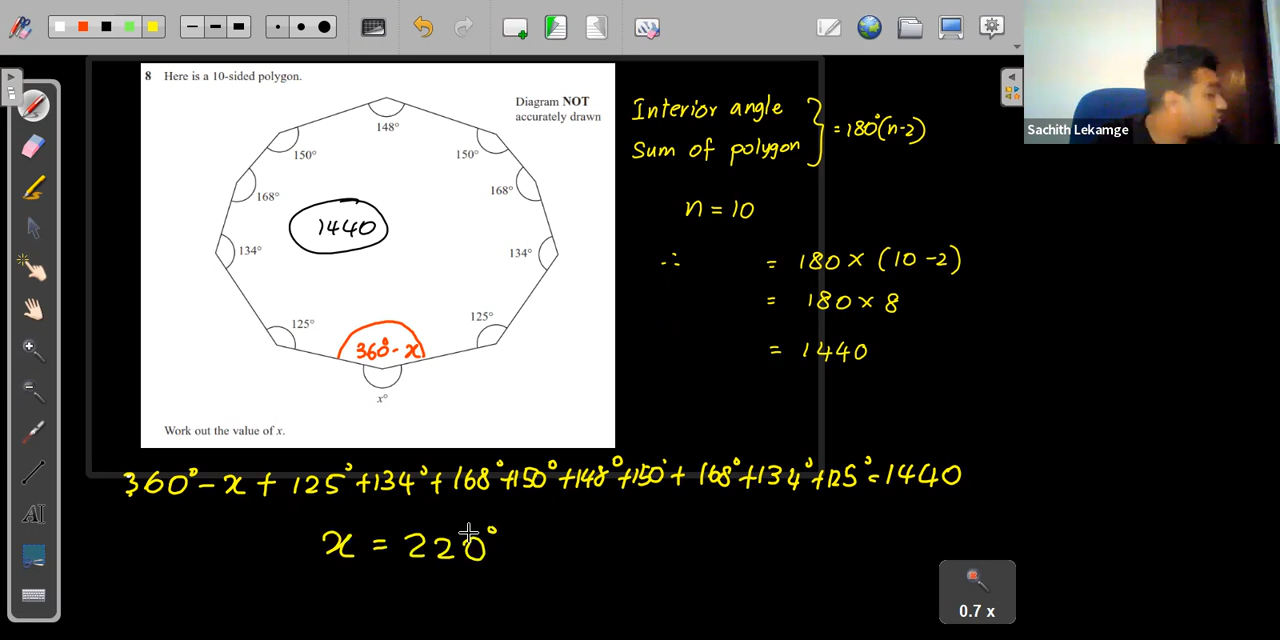 8 Here is a 10-sided polygon.
Diagram NOT
accurately drawn
148°
150°
150°
168°
168°
134°
134°
125°
125°
1440
360° - x
x°
Work out the value of x.
Interior angle
Sum of polygon
= 180°(n-2)
n = 10
∴ = 180 × (10 - 2)
= 180 × 8
= 1440
360° - x + 125° + 134° + 168° + 150° + 148° + 150° + 168° + 134° + 125° = 1440
x = 220°
Sachith Lekamge
AI
0.7 x